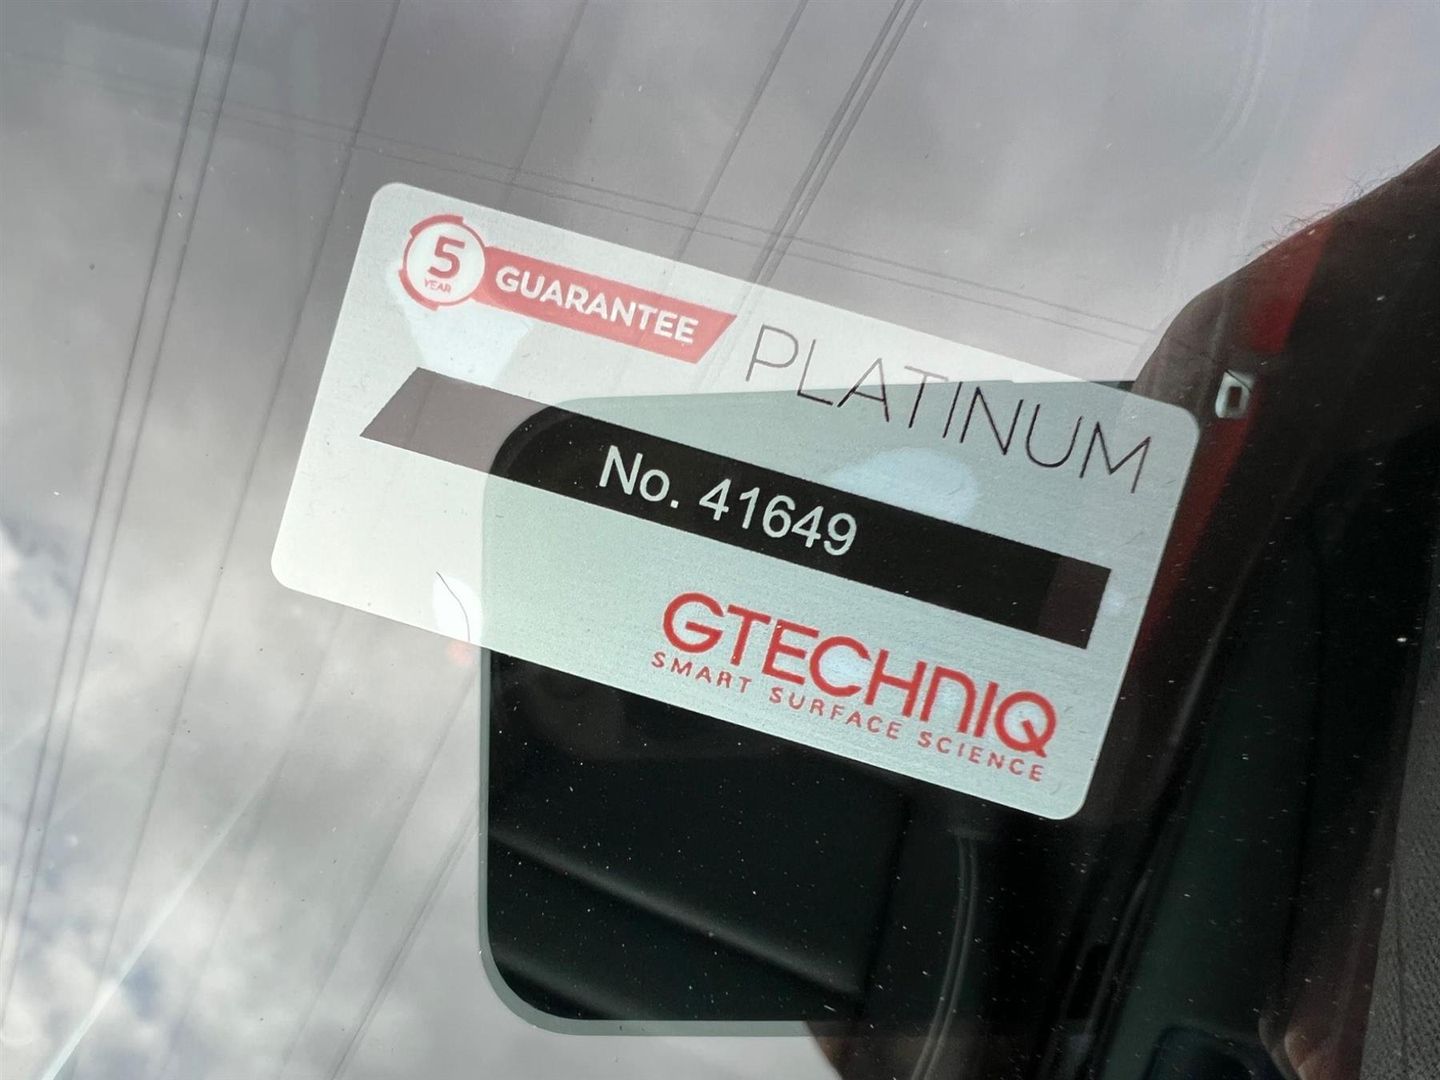 5
YEAR
GUARANTEE
PLATINUM
No. 41649
GTECHNIQ
SMART SURFACE SCIENCE